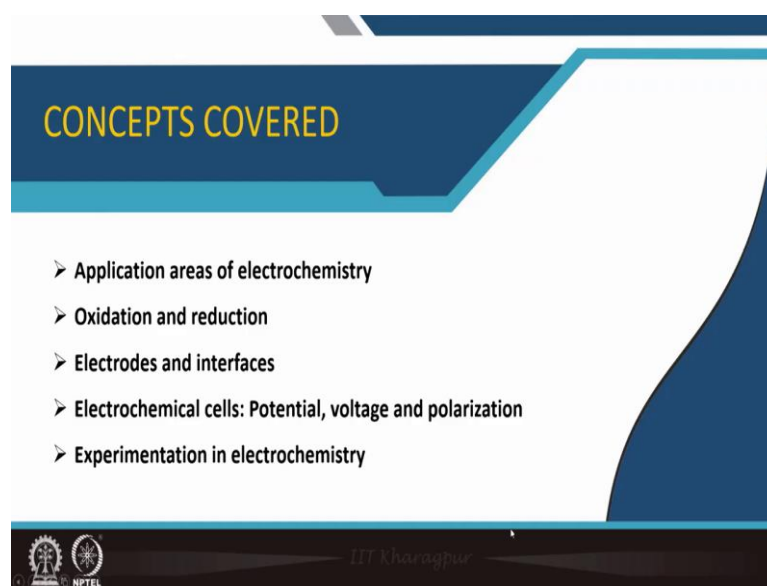 CONCEPTS COVERED
➢ Application areas of electrochemistry
➢ Oxidation and reduction
➢ Electrodes and interfaces
➢ Electrochemical cells: Potential, voltage and polarization
➢ Experimentation in electrochemistry
IIT Kharagpur
NPTEL